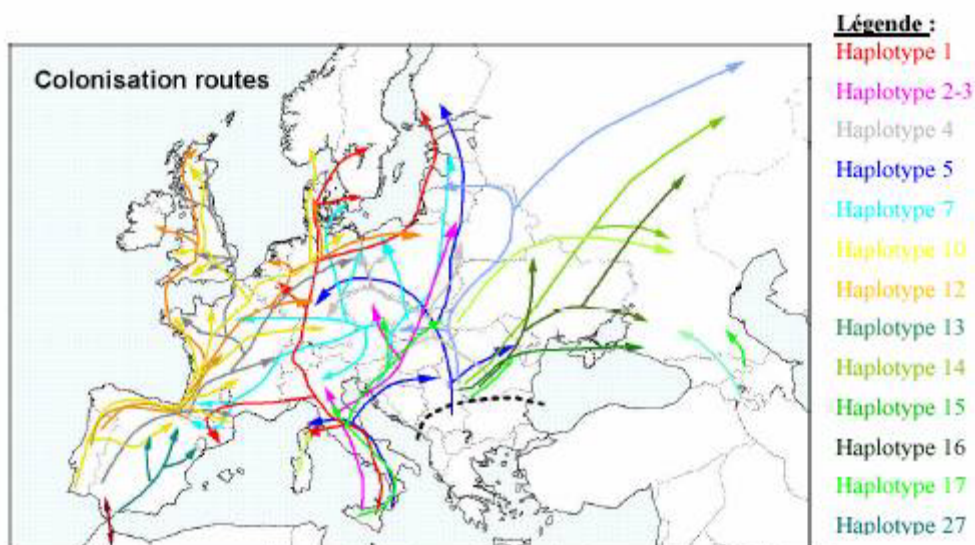 Colonisation routes
?
Légende :
Haplotype 1
Haplotype 2-3
Haplotype 4
Haplotype 5
Haplotype 7
Haplotype 10
Haplotype 12
Haplotype 13
Haplotype 14
Haplotype 15
Haplotype 16
Haplotype 17
Haplotype 27